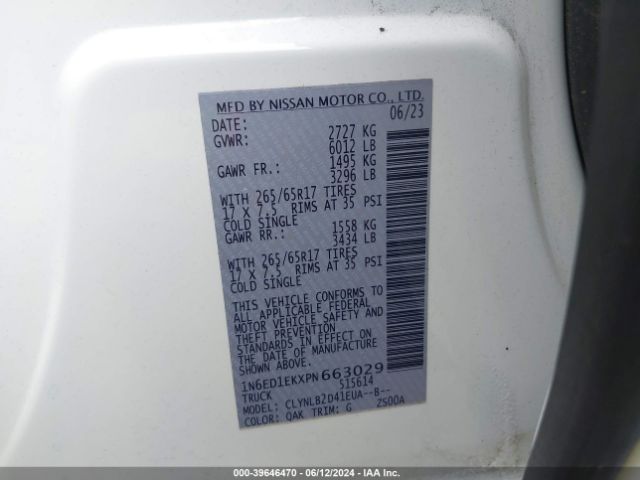 MFD BY NISSAN MOTOR CO., LTD.
DATE: 06/23
GVWR: 2727 KG
6012 LB
GAWR FR.: 1495 KG
3296 LB
WITH 265/65R17 TIRES
17 X 7.5 RIMS AT 35 PSI
COLD SINGLE
GAWR RR.: 1558 KG
3434 LB
WITH 265/65R17 TIRES
17 X 7.5 RIMS AT 35 PSI
COLD SINGLE
THIS VEHICLE CONFORMS TO
ALL APPLICABLE FEDERAL
MOTOR VEHICLE SAFETY AND
THEFT PREVENTION
STANDARDS IN EFFECT ON
THE DATE OF MANUFACTURE
SHOWN ABOVE.
1N6ED1EKXPN663029
TRUCK 515614
MODEL: CLYNLB2D41EUA--B--
COLOR: QAK TRIM: G ZS00A
000-39646470 - 06/12/2024 - IAA Inc.